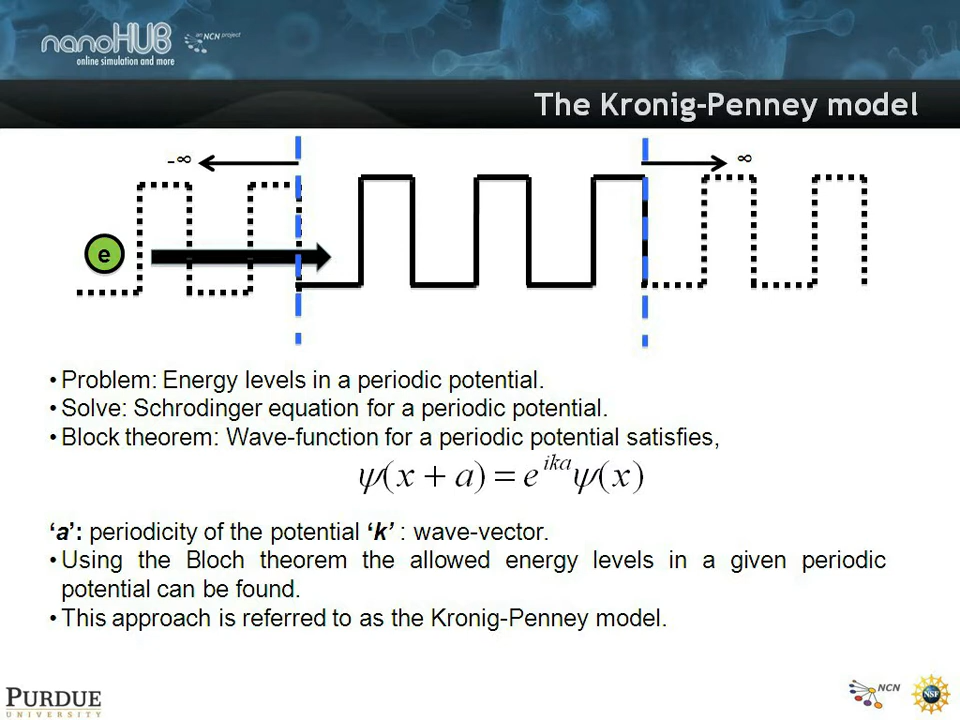 nanoHUB
an NCN project
online simulation and more
The Kronig-Penney model
-∞
∞
e
• Problem: Energy levels in a periodic potential.
• Solve: Schrodinger equation for a periodic potential.
• Block theorem: Wave-function for a periodic potential satisfies,
ψ(x + a) = e^{ika}ψ(x)
‘a’: periodicity of the potential ‘k’ : wave-vector.
• Using the Bloch theorem the allowed energy levels in a given periodic
potential can be found.
• This approach is referred to as the Kronig-Penney model.
PURDUE
UNIVERSITY
NCN
NSF